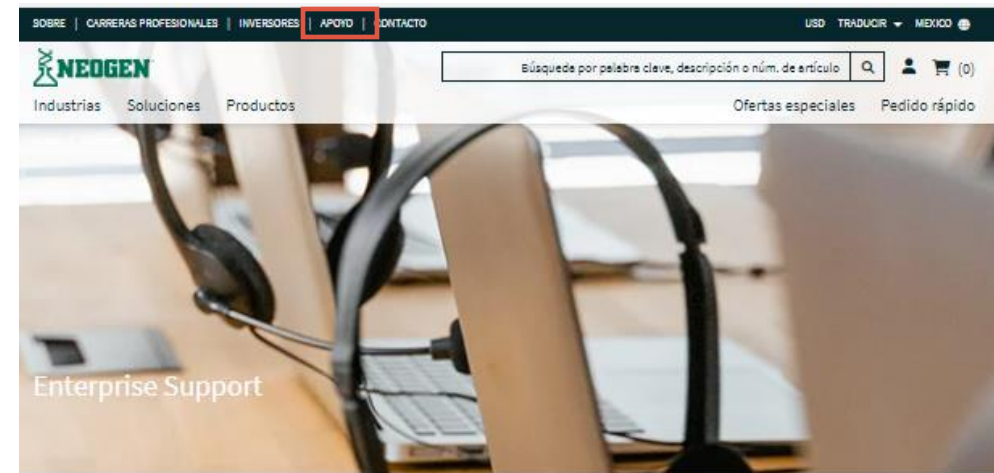 SOBRE | CARRERAS PROFESIONALES | INVERSORES | APOYO | CONTACTO USD TRADUCIR MEXICO
NEOGEN
Búsqueda por palabra clave, descripción o núm. de artículo (0)
Industrias Soluciones Productos Ofertas especiales Pedido rápido
Enterprise Support